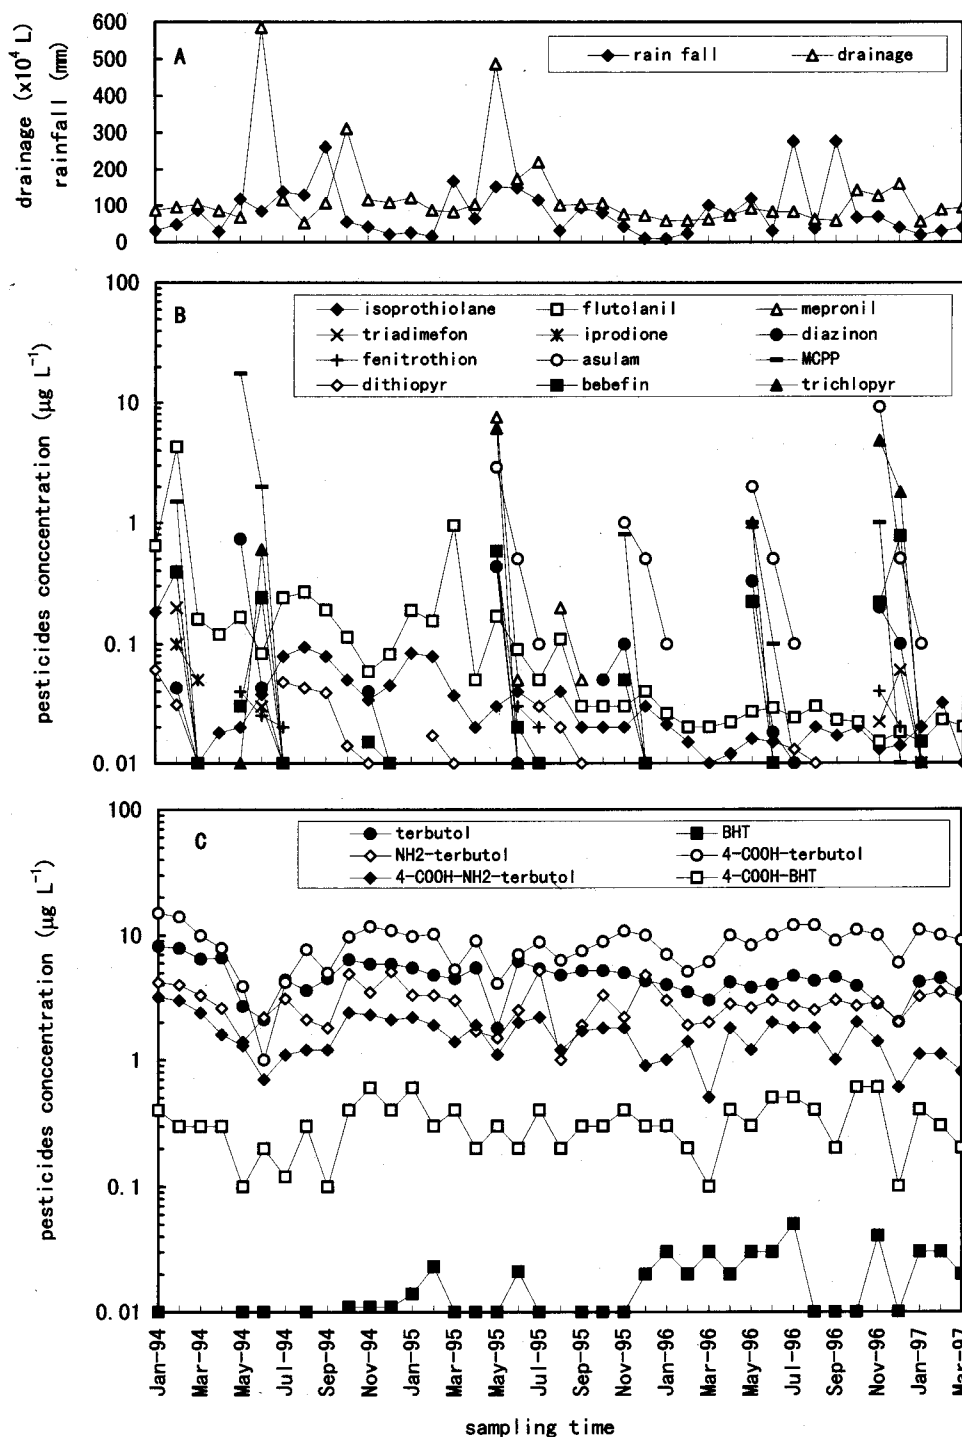 drainage (x10⁴ L)
rainfall (mm)
600
500
400
300
200
100
0
A
rain fall
drainage
pesticides conccentration (μg L⁻¹)
100
10
1
0.1
0.01
B
isoprothiolane flutolanil mepronil
triadimefon iprodione diazinon
fenitrothion asulam MCPP
dithiopyr bebefin trichlopyr
pesticides conccentration (μg L⁻¹)
100
10
1
0.1
0.01
C
terbutol BHT
NH2-terbutol 4-COOH-terbutol
4-COOH-NH2-terbutol 4-COOH-BHT
Jan-94
Mar-94
May-94
Jul-94
Sep-94
Nov-94
Jan-95
Mar-95
May-95
Jul-95
Sep-95
Nov-95
Jan-96
Mar-96
May-96
Jul-96
Sep-96
Nov-96
Jan-97
Mar-97
sampling time